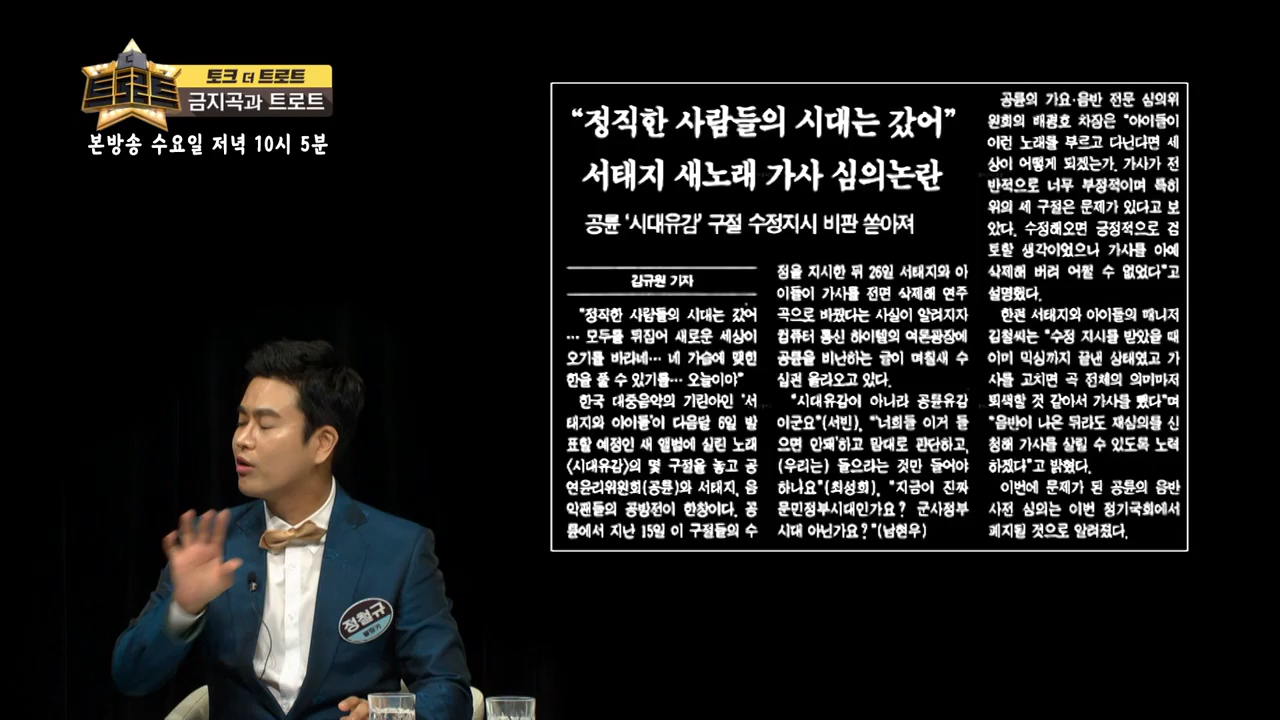 더 트로트
토크 더 트로트
금지곡과 트로트
본방송 수요일 저녁 10시 5분
“정직한 사람들의 시대는 갔어”
서태지 새노래 가사 심의논란
공륜 ‘시대유감’ 구절 수정지시 비판 쏟아져
김규원 기자
“정직한 사람들의 시대는 갔어
… 모두를 뒤집어 새로운 세상이
오기를 바라네… 네 가슴에 맺힌
한을 풀 수 있기를… 오늘이야”
한국 대중음악의 기린아인 ‘서
태지와 아이들’이 다음달 6일 발
표할 예정인 새 앨범에 실린 노래
〈시대유감〉의 몇 구절을 놓고 공
연윤리위원회(공륜)와 서태지, 음
악팬들의 공방전이 한창이다. 공
륜에서 지난 15일 이 구절들의 수
정을 지시한 뒤 26일 서태지와 아
이들이 가사를 전면 삭제해 연주
곡으로 바꿨다는 사실이 알려지자
컴퓨터 통신 하이텔의 여론광장에
공륜을 비난하는 글이 며칠새 수
십편 올라오고 있다.
“시대유감이 아니라 공륜유감
이군요”(서빈), “너희들 이거 들
으면 안돼’하고 맘대로 판단하고,
(우리는) 들으라는 것만 들어야
하나요”(최성희), “지금이 진짜
문민정부시대인가요? 군사정부
시대 아닌가요?”(남현우)
공륜의 가요·음반 전문 심의위
원회의 배경호 차장은 “아이들이
이런 노래를 부르고 다닌다면 세
상이 어떻게 되겠는가. 가사가 전
반적으로 너무 부정적이며 특히
위의 세 구절은 문제가 있다고 보
았다. 수정해오면 긍정적으로 검
토할 생각이었으나 가사를 아예
삭제해 버려 어쩔 수 없었다”고
설명했다.
한편 서태지와 아이들의 매니저
김철씨는 “수정 지시를 받았을 때
이미 믹싱까지 끝낸 상태였고 가
사를 고치면 곡 전체의 의미마저
퇴색할 것 같아서 가사를 뺐다”며
“음반이 나온 뒤라도 재심의를 신
청해 가사를 살릴 수 있도록 노력
하겠다”고 밝혔다.
이번에 문제가 된 공륜의 음반
사전 심의는 이번 정기국회에서
폐지될 것으로 알려졌다.
정철규